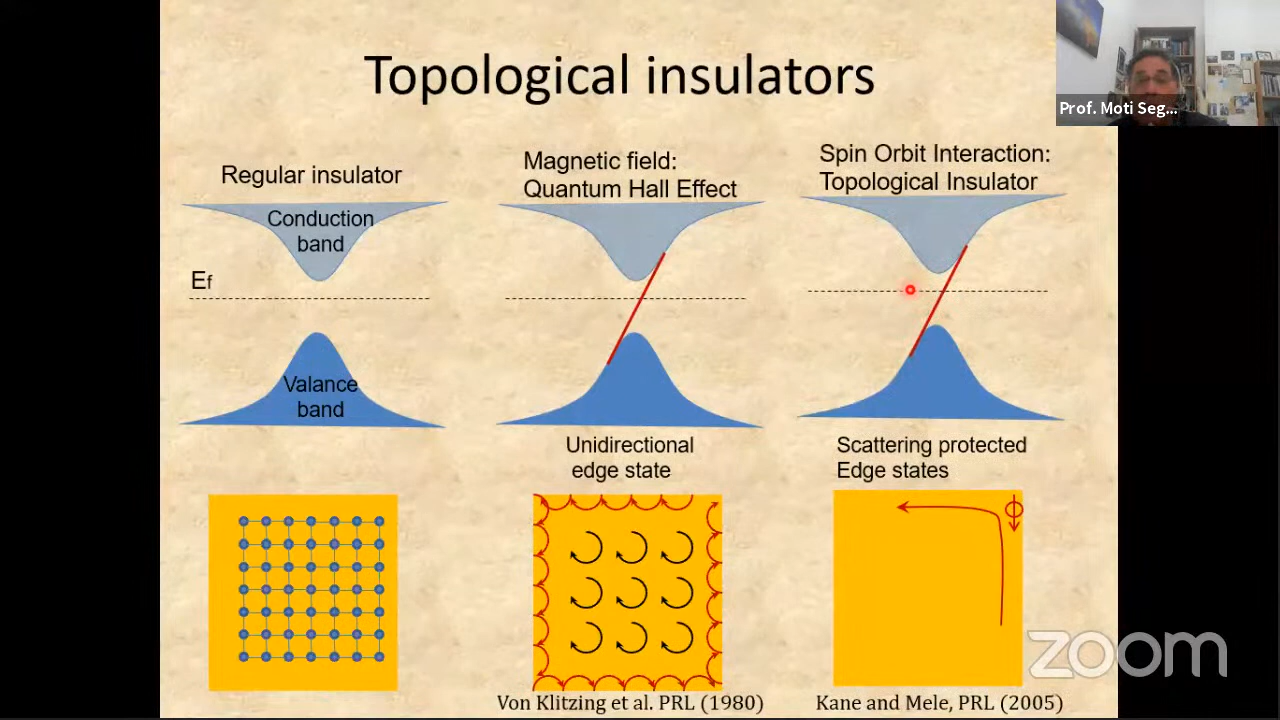 Topological insulators
Prof. Moti Seg...
Regular insulator
Conduction
band
Ef
Valance
band
Magnetic field:
Quantum Hall Effect
Unidirectional
edge state
Von Klitzing et al. PRL (1980)
Spin Orbit Interaction:
Topological Insulator
Scattering protected
Edge states
Kane and Mele, PRL (2005)
zoom